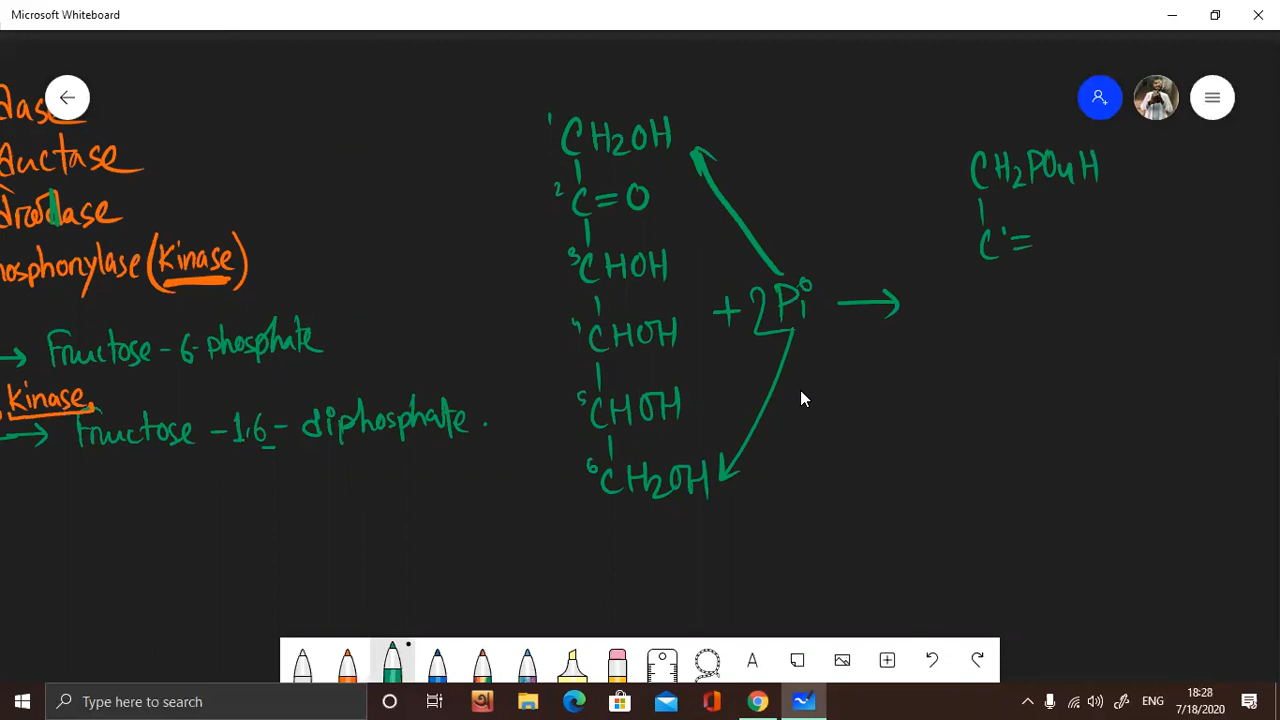 Microsoft Whiteboard
dase
ductase
drolase
hosphonylase (Kinase)
→ Fructose - 6 - phosphate
Kinase
→ Fructose - 1,6 - diphosphate.
1 CH2OH
2 C = O
3 CHOH
4 CHOH
5 CHOH
6 CH2OH
+ 2Pi →
CH2PO4H
C =
A
Type here to search
ENG
18:28
7/18/2020